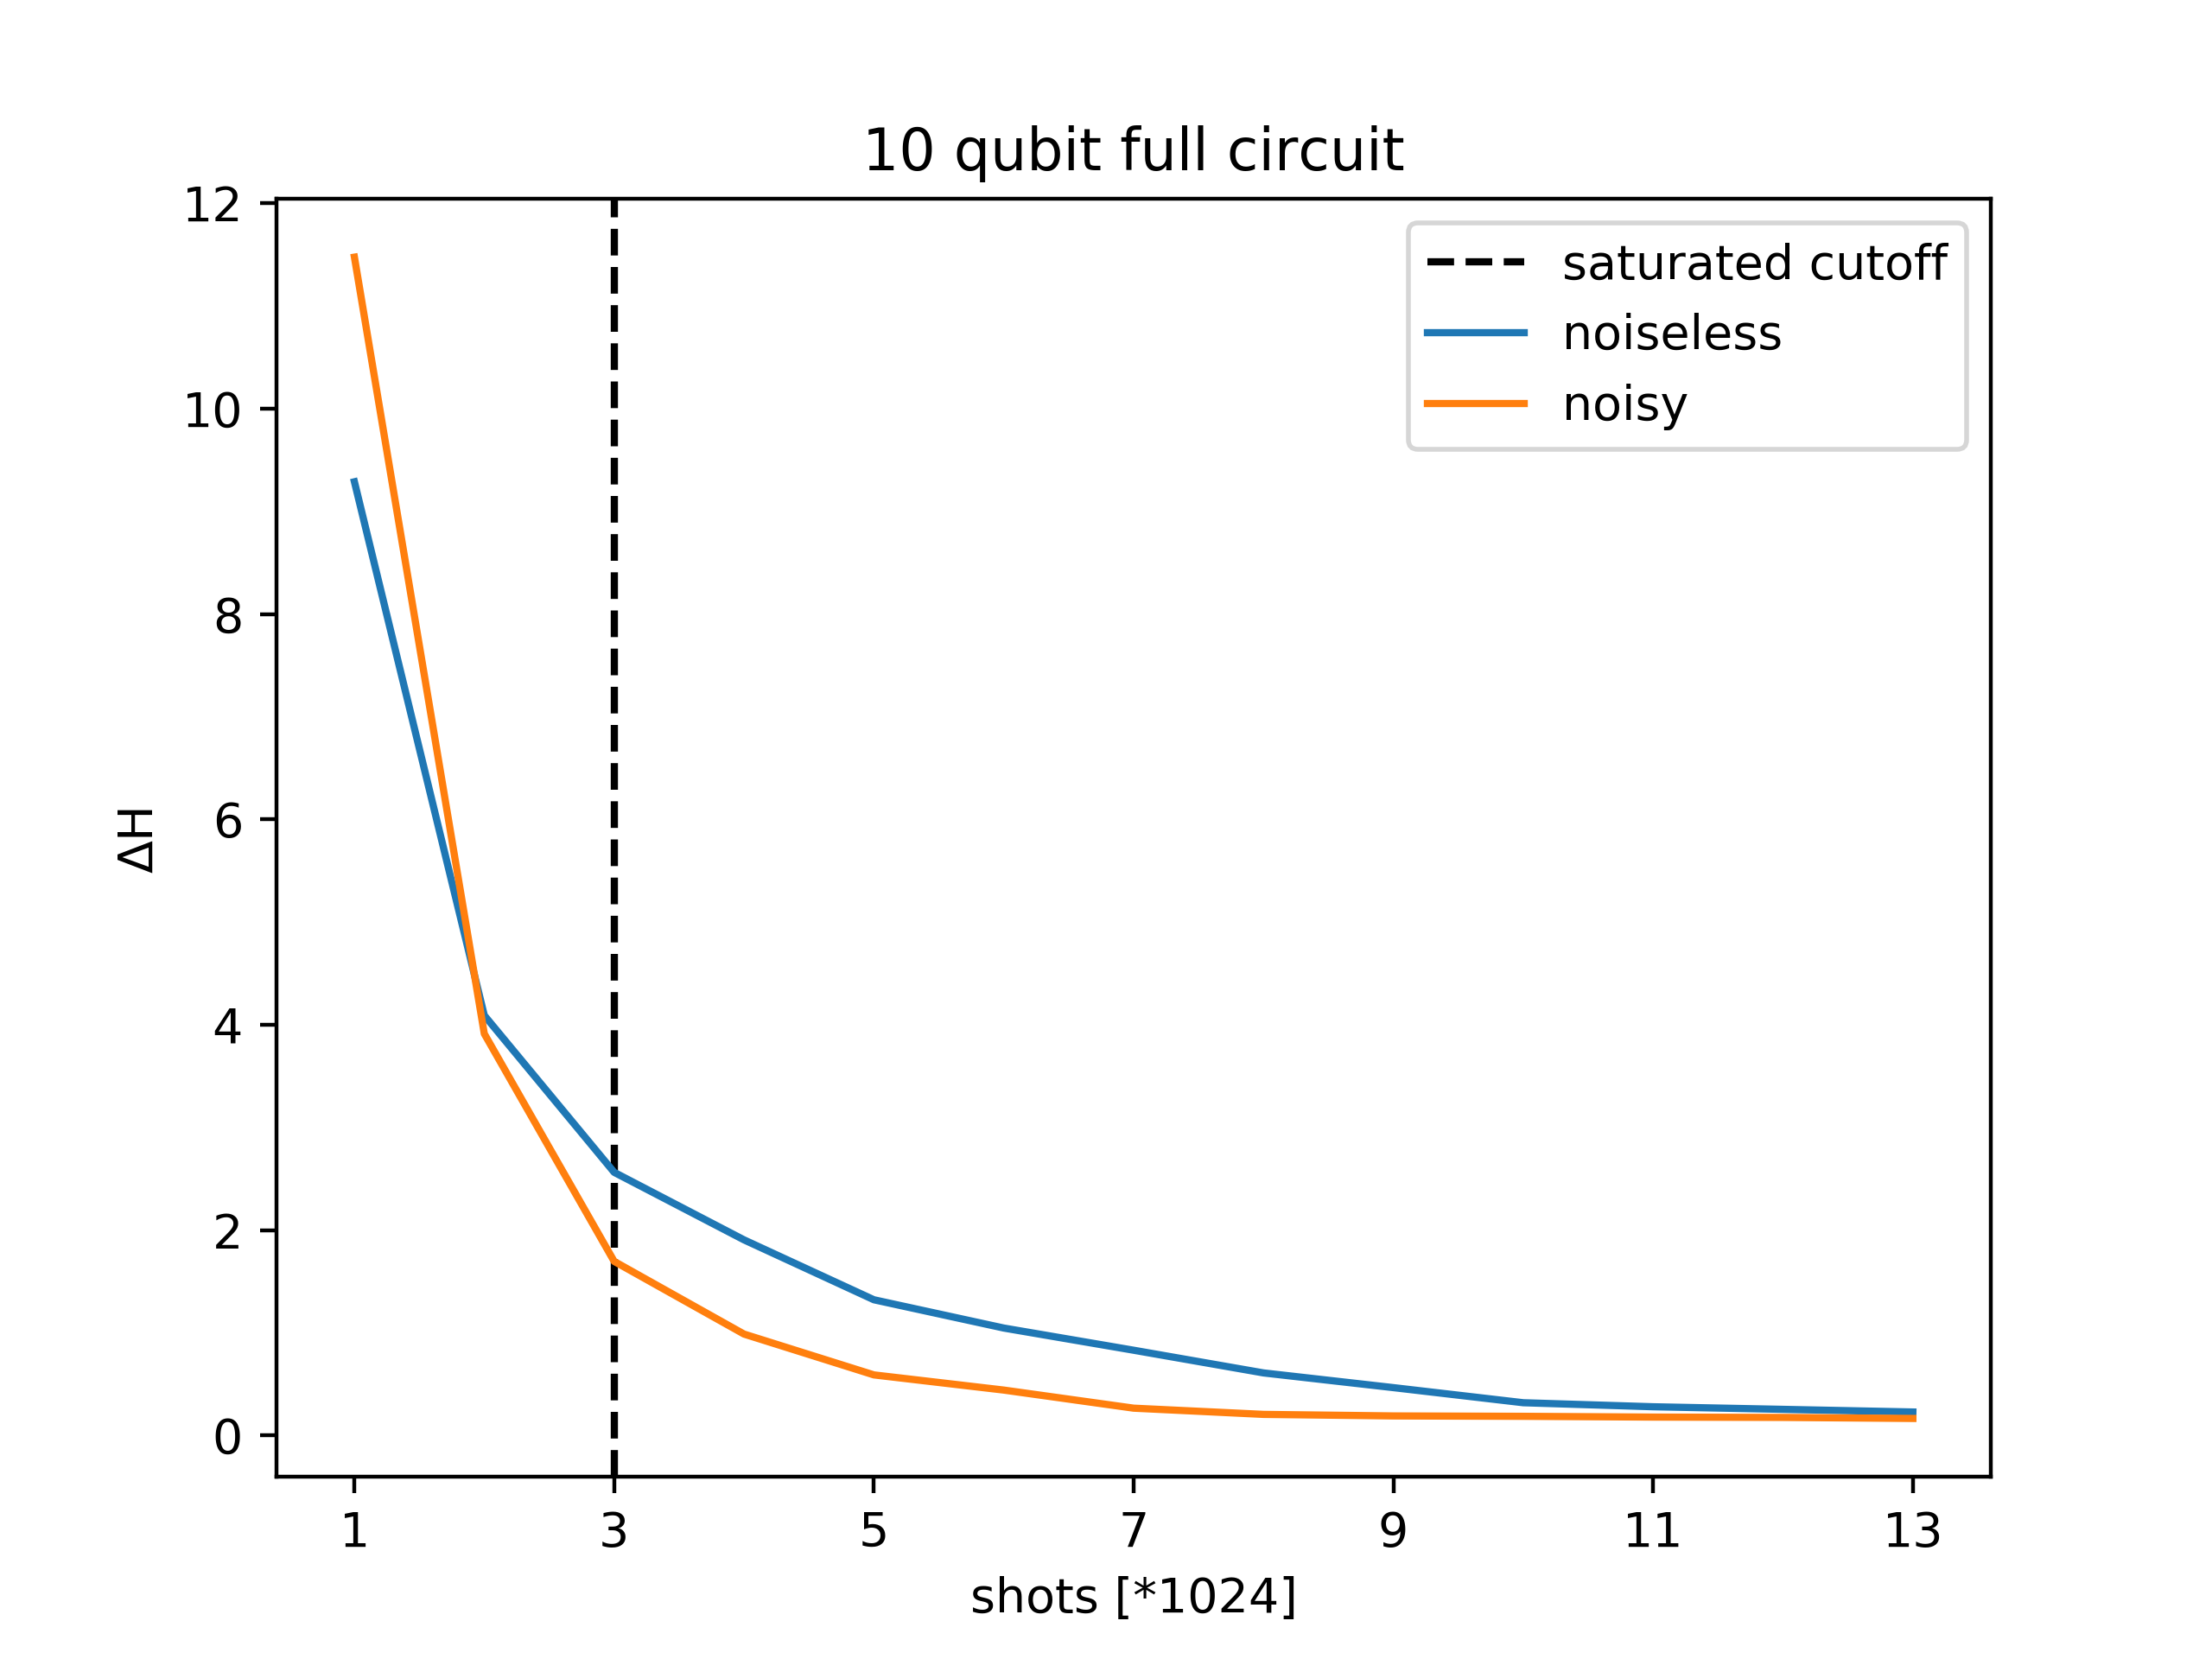 10 qubit full circuit
12
10
8
6
4
2
0
ΔH
saturated cutoff
noiseless
noisy
1 3 5 7 9 11 13
shots [*1024]